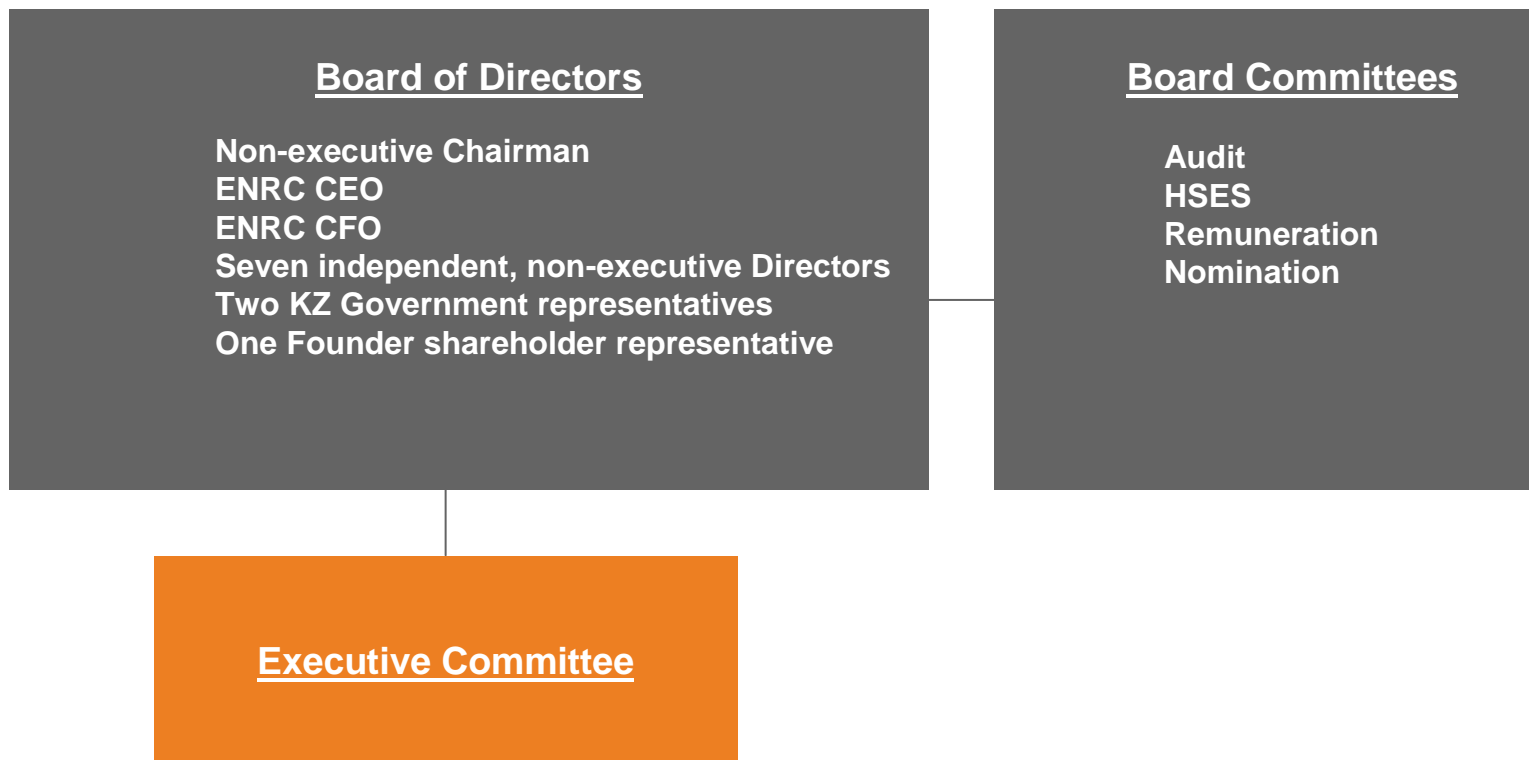 Board of Directors
Non-executive Chairman
ENRC CEO
ENRC CFO
Seven independent, non-executive Directors
Two KZ Government representatives
One Founder shareholder representative
Board Committees
Audit
HSES
Remuneration
Nomination
Executive Committee